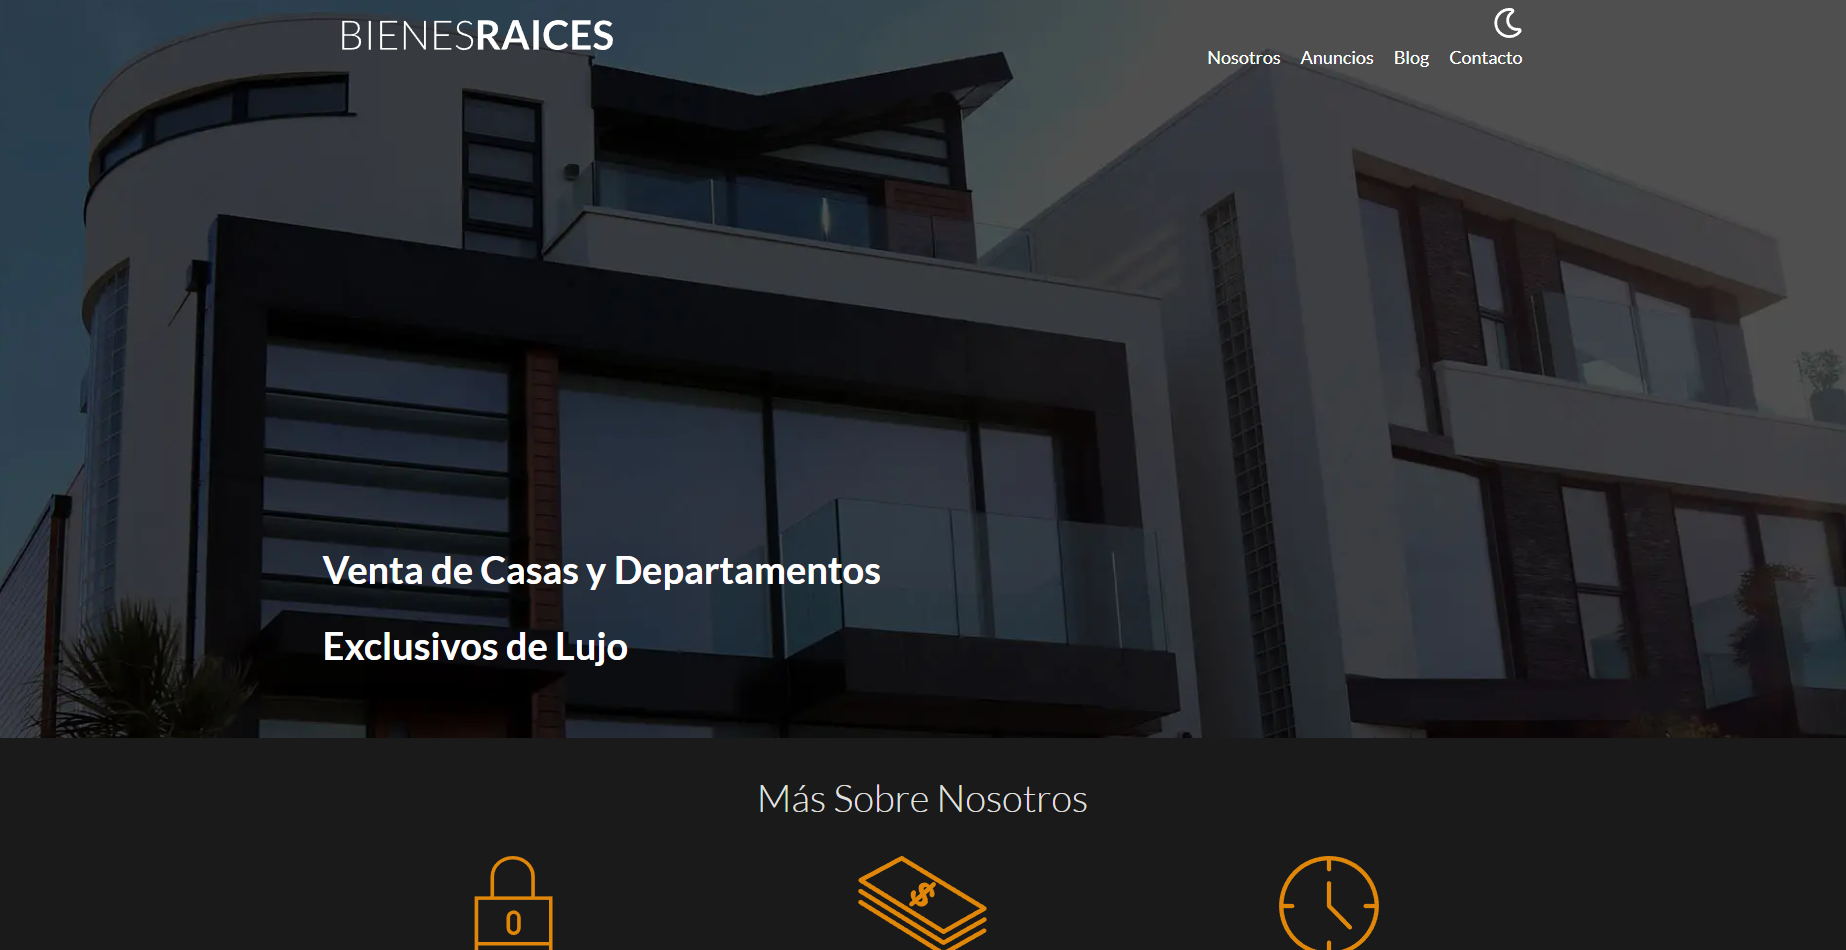 BIENESRAICES
Nosotros Anuncios Blog Contacto
Venta de Casas y Departamentos
Exclusivos de Lujo
Más Sobre Nosotros
$
0